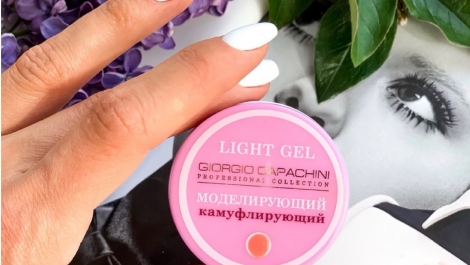 LIGHT GEL
GIORGIO CAPACHINI
PROFESSIONAL COLLECTION
МОДЕЛИРУЮЩИЙ
камуфлирующий